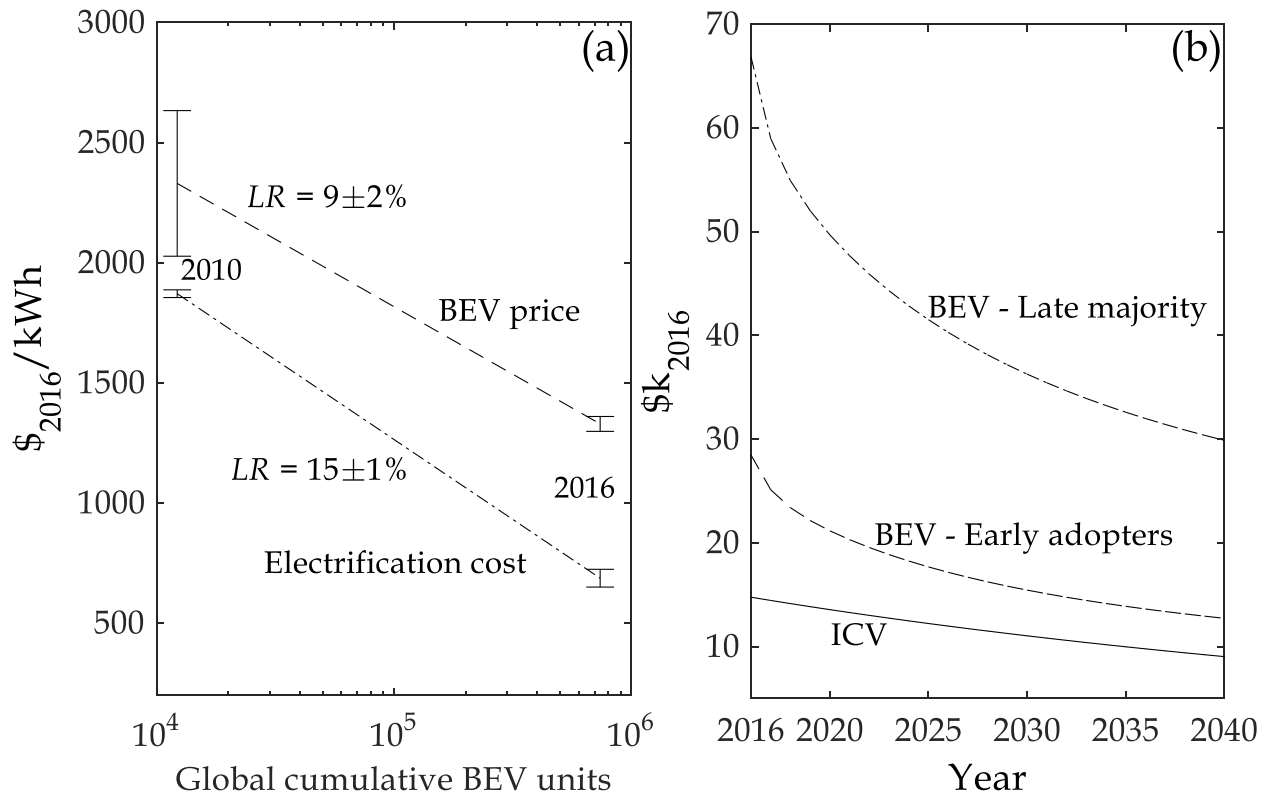 (a)
3000
2500
2000
1500
1000
500
$2016/kWh
LR = 9±2%
2010
BEV price
LR = 15±1%
2016
Electrification cost
10^4
10^5
10^6
Global cumulative BEV units
(b)
70
60
50
40
30
20
10
$k2016
BEV - Late majority
BEV - Early adopters
ICV
2016 2020 2025 2030 2035 2040
Year